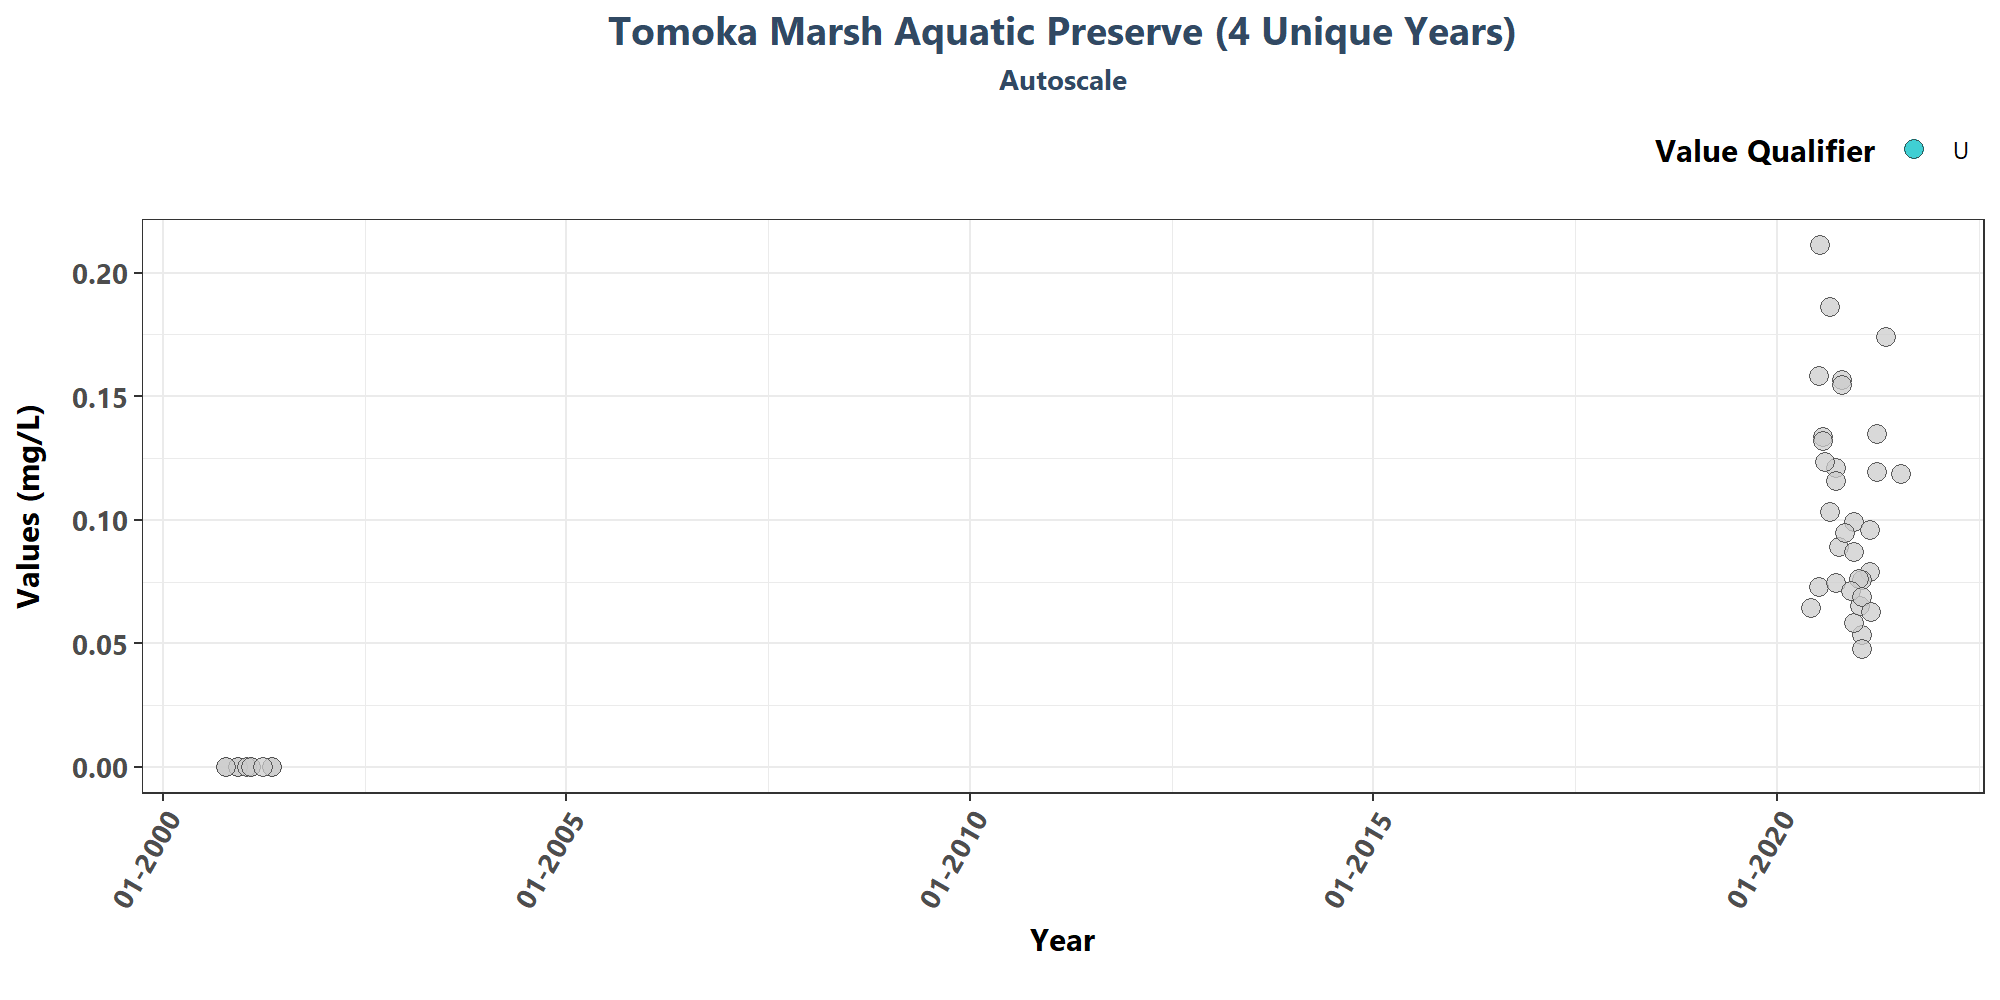 Tomoka Marsh Aquatic Preserve (4 Unique Years)
Autoscale
Value Qualifier U
Values (mg/L)
0.20
0.15
0.10
0.05
0.00
01-2000 01-2005 01-2010 01-2015 01-2020
Year